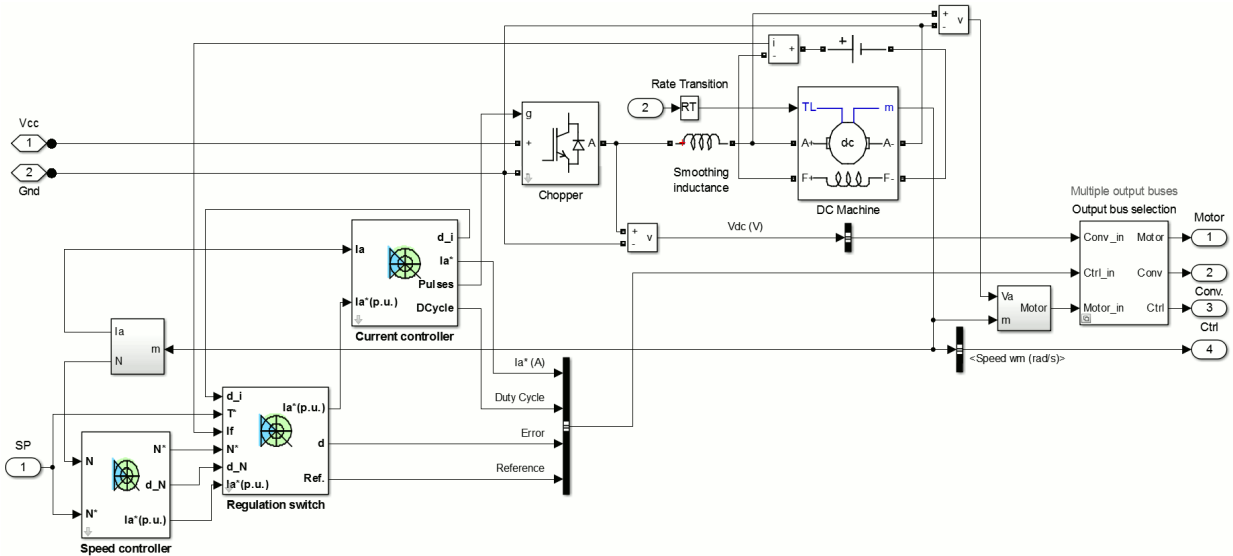 Vcc
1
2
Gnd
+
-
v
i
+
-
+
Rate Transition
2
RT
TL
m
dc
A+
A-
F+
F-
DC Machine
g
+
-
A
Chopper
Smoothing
inductance
+
-
v
Vdc (V)
Multiple output buses
Output bus selection
Conv_in
Ctrl_in
Motor_in
Motor
Conv
Ctrl
Motor
1
2
Conv.
3
Ctrl
4
Va
m
Motor
<Speed wm (rad/s)>
Ia
Ia*(p.u.)
d_i
Ia*
Pulses
DCycle
Current controller
Ia
N
m
Ia* (A)
Duty Cycle
Error
Reference
d_i
T*
If
N*
d_N
Ia*(p.u.)
Ia*(p.u.)
d
Ref.
Regulation switch
SP
1
N
N*
N*
d_N
Ia*(p.u.)
Speed controller